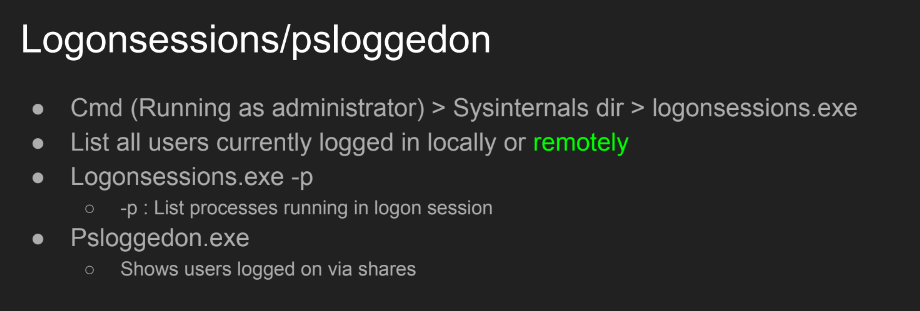 Logonsessions/psloggedon
● Cmd (Running as administrator) > Sysinternals dir > logonsessions.exe
● List all users currently logged in locally or remotely
● Logonsessions.exe -p
○ -p : List processes running in logon session
● Psloggedon.exe
○ Shows users logged on via shares